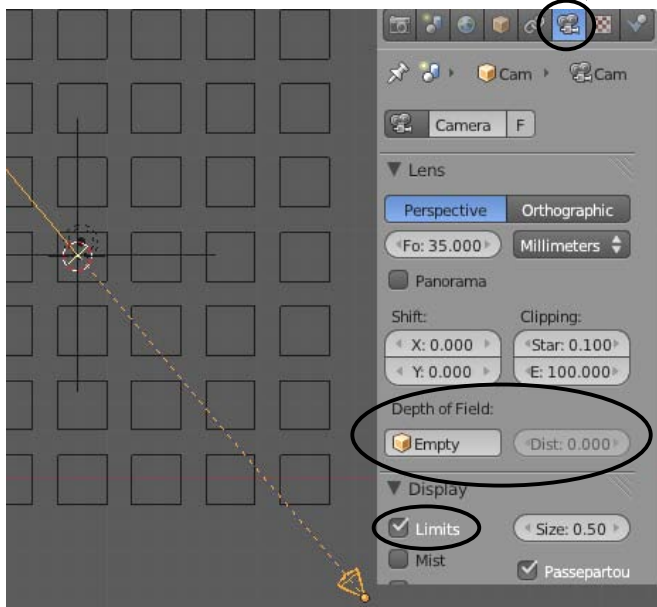 Cam Cam
Camera F
Lens
Perspective Orthographic
Fo: 35.000 Millimeters
Panorama
Shift: Clipping:
X: 0.000 Star: 0.100
Y: 0.000 E: 100.000
Depth of Field:
Empty Dist: 0.000
Display
Limits Size: 0.50
Mist Passepartou